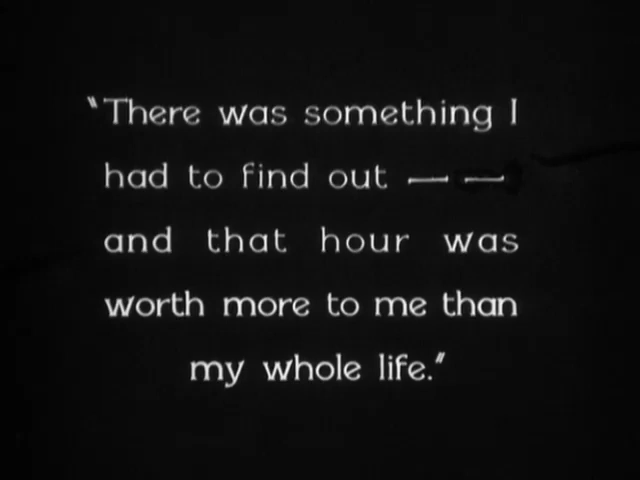 "There was something I
had to find out — —
and that hour was
worth more to me than
my whole life."